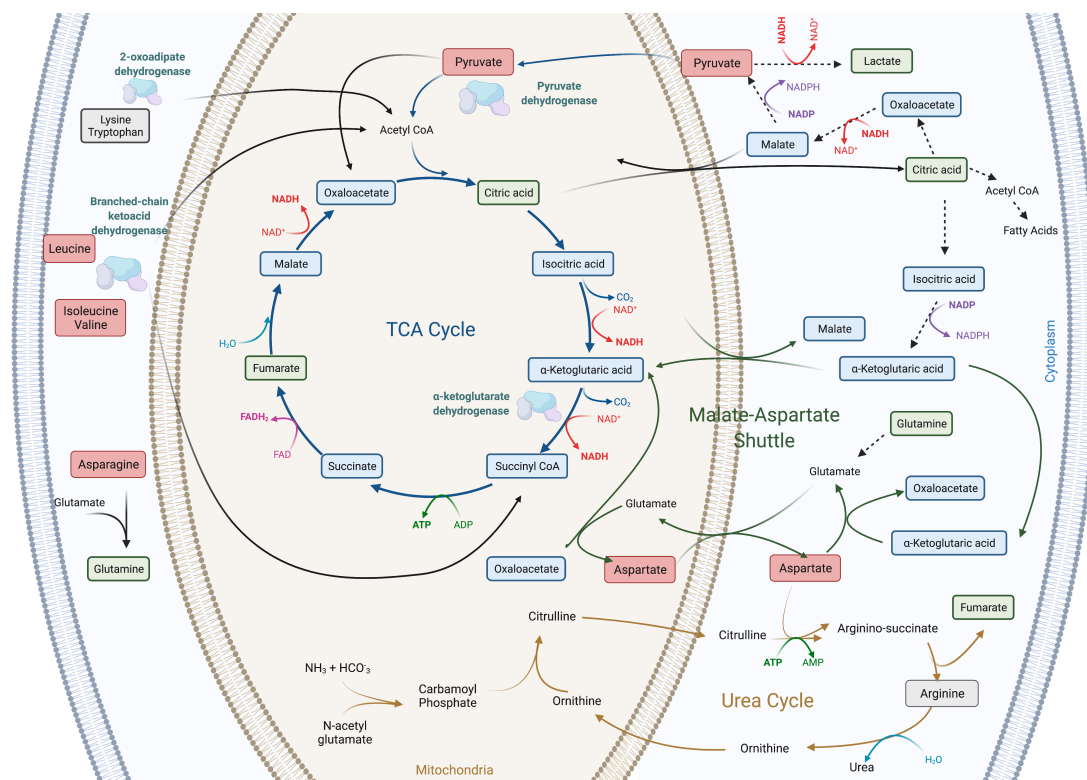 2-oxoadipate
dehydrogenase
Lysine
Tryptophan
Branched-chain
ketoacid
dehydrogenase
Leucine
Isoleucine
Valine
Asparagine
Glutamate
Glutamine
Pyruvate
Pyruvate
dehydrogenase
Acetyl CoA
Oxaloacetate
Citric acid
NADH
NAD⁺
Malate
Isocitric acid
CO₂
NAD⁺
NADH
TCA Cycle
H₂O
Fumarate
α-Ketoglutaric acid
α-ketoglutarate
dehydrogenase
CO₂
NAD⁺
NADH
FADH₂
FAD
Succinate
Succinyl CoA
ATP
ADP
Glutamate
Oxaloacetate
Aspartate
Pyruvate
NADH
NAD⁺
Lactate
NADPH
NADP
Oxaloacetate
Malate
NADH
NAD⁺
Citric acid
Acetyl CoA
Fatty Acids
Isocitric acid
NADP
NADPH
Malate
α-Ketoglutaric acid
Cytoplasm
Malate-Aspartate
Shuttle
Glutamine
Glutamate
Oxaloacetate
α-Ketoglutaric acid
Aspartate
Citrulline
Citrulline
Arginino-succinate
ATP
AMP
Fumarate
Arginine
Urea Cycle
NH₃ + HCO⁻₃
N-acetyl
glutamate
Carbamoyl
Phosphate
Ornithine
Ornithine
Urea
H₂O
Mitochondria